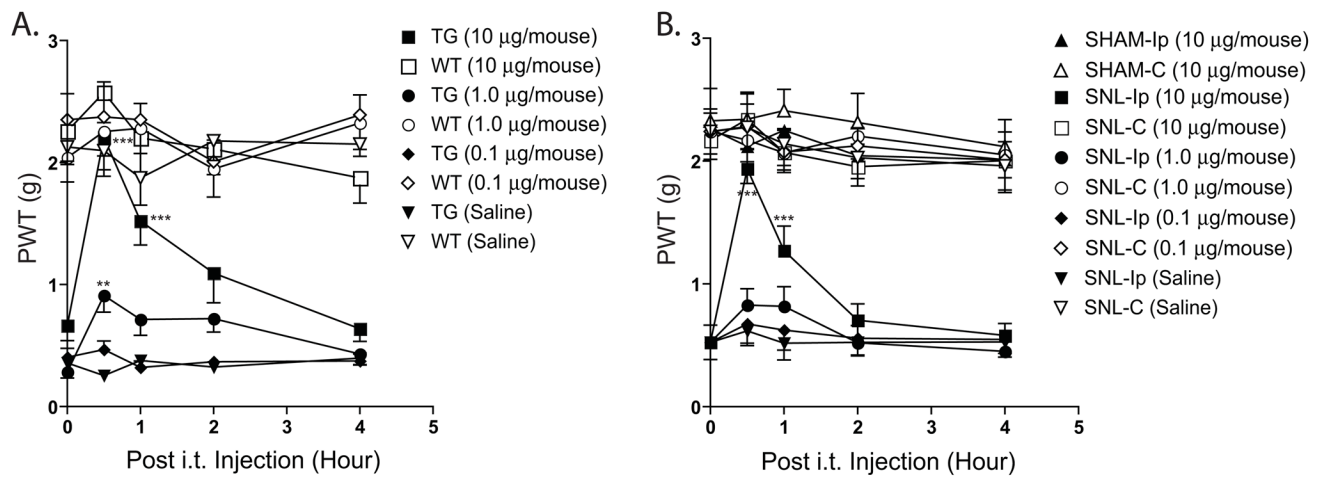 A.
3
2
1
0
PWT (g)
***
***
**
0 1 2 3 4 5
Post i.t. Injection (Hour)
TG (10 μg/mouse)
WT (10 μg/mouse)
TG (1.0 μg/mouse)
WT (1.0 μg/mouse)
TG (0.1 μg/mouse)
WT (0.1 μg/mouse)
TG (Saline)
WT (Saline)
B.
3
2
1
0
PWT (g)
***
***
0 1 2 3 4 5
Post i.t. Injection (Hour)
SHAM-Ip (10 μg/mouse)
SHAM-C (10 μg/mouse)
SNL-Ip (10 μg/mouse)
SNL-C (10 μg/mouse)
SNL-Ip (1.0 μg/mouse)
SNL-C (1.0 μg/mouse)
SNL-Ip (0.1 μg/mouse)
SNL-C (0.1 μg/mouse)
SNL-Ip (Saline)
SNL-C (Saline)